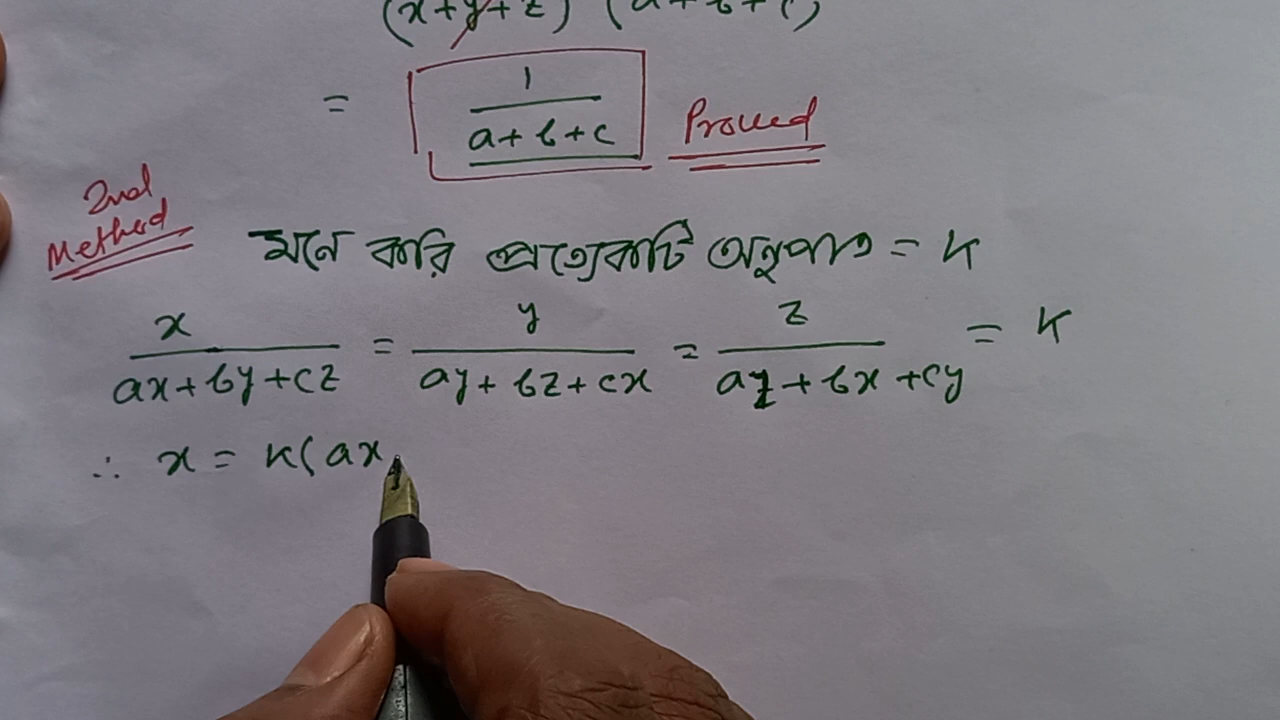 (x+y+z) (a+b+c)
= 1/(a+b+c) Proved
2nd Method
মনে করি প্রত্যেকটি অনুপাত = K
x/(ax+by+cz) = y/(ay+bz+cx) = z/(az+bx+cy) = K
∴ x = K(ax